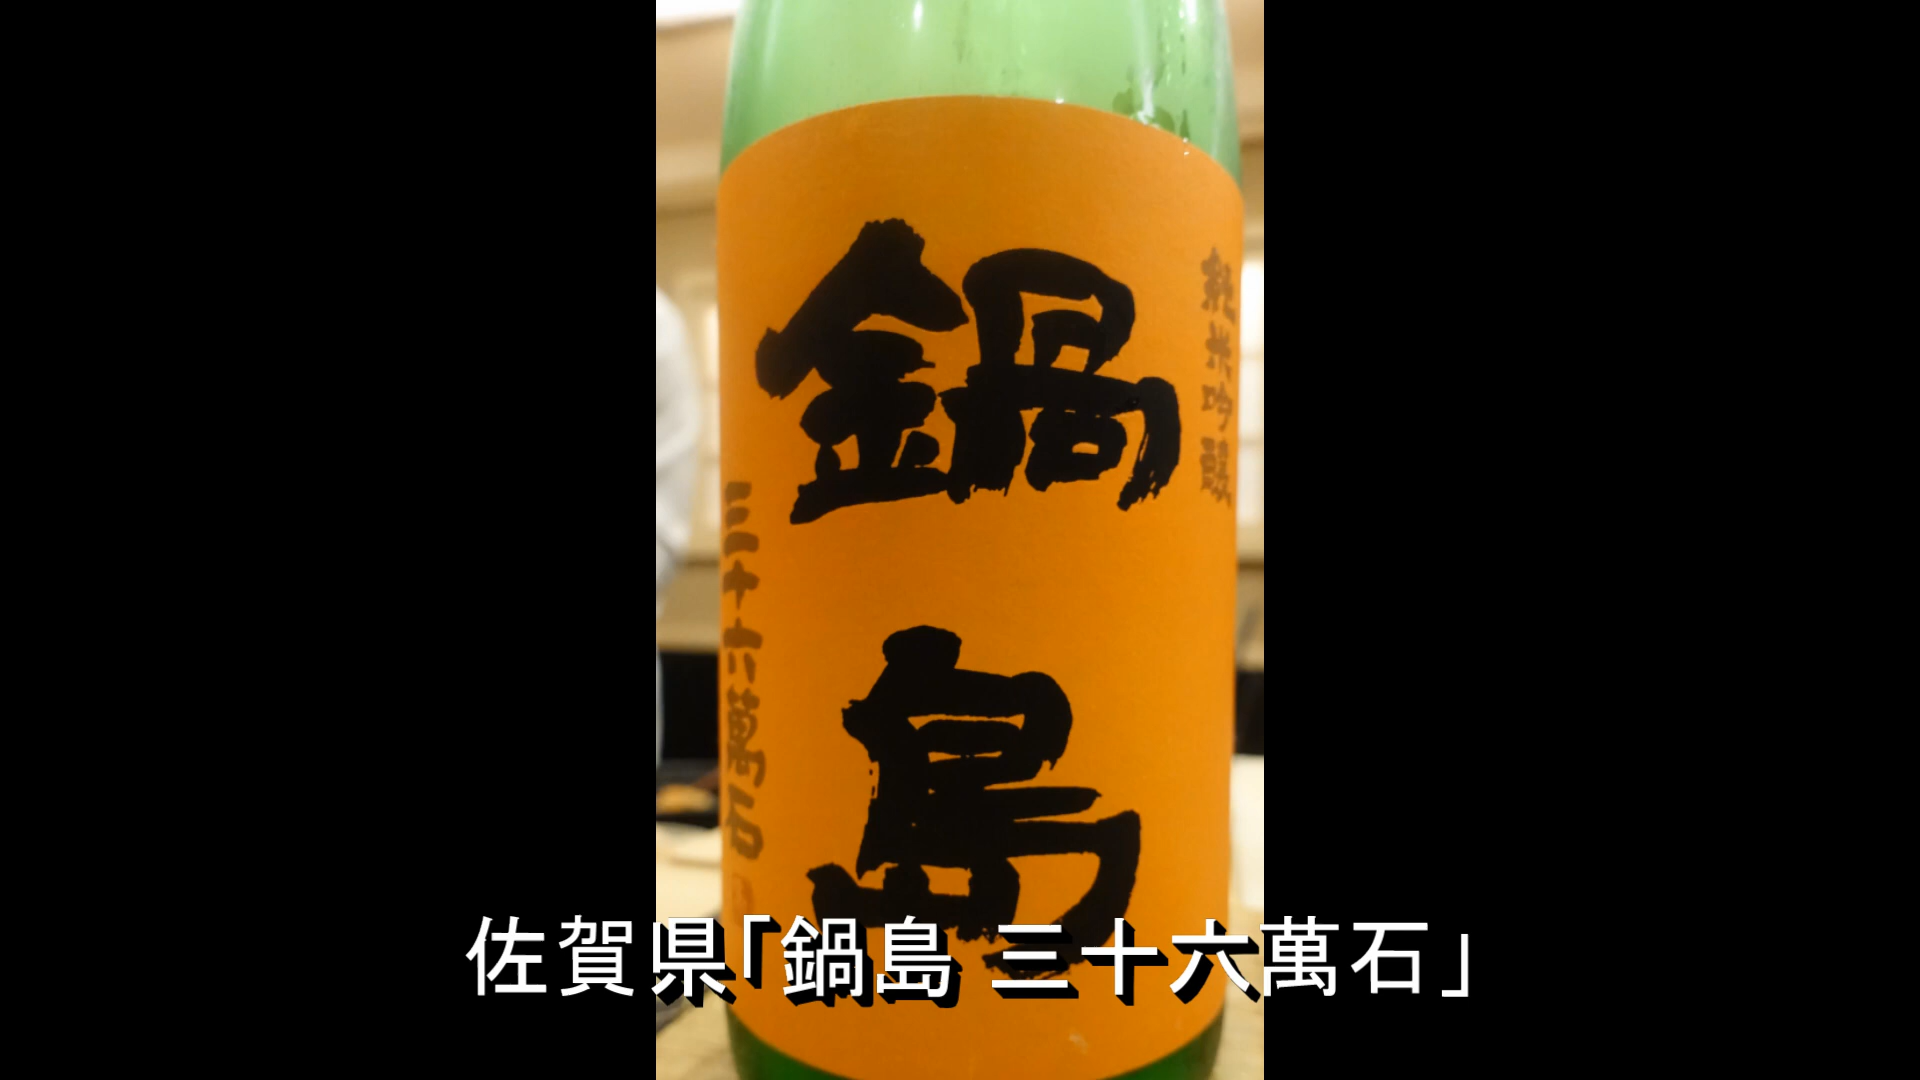 純米吟醸
鍋島
三十六萬石
佐賀県「鍋島 三十六萬石」